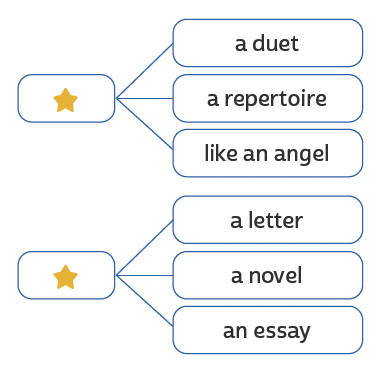 a duet
a repertoire
like an angel
a letter
a novel
an essay